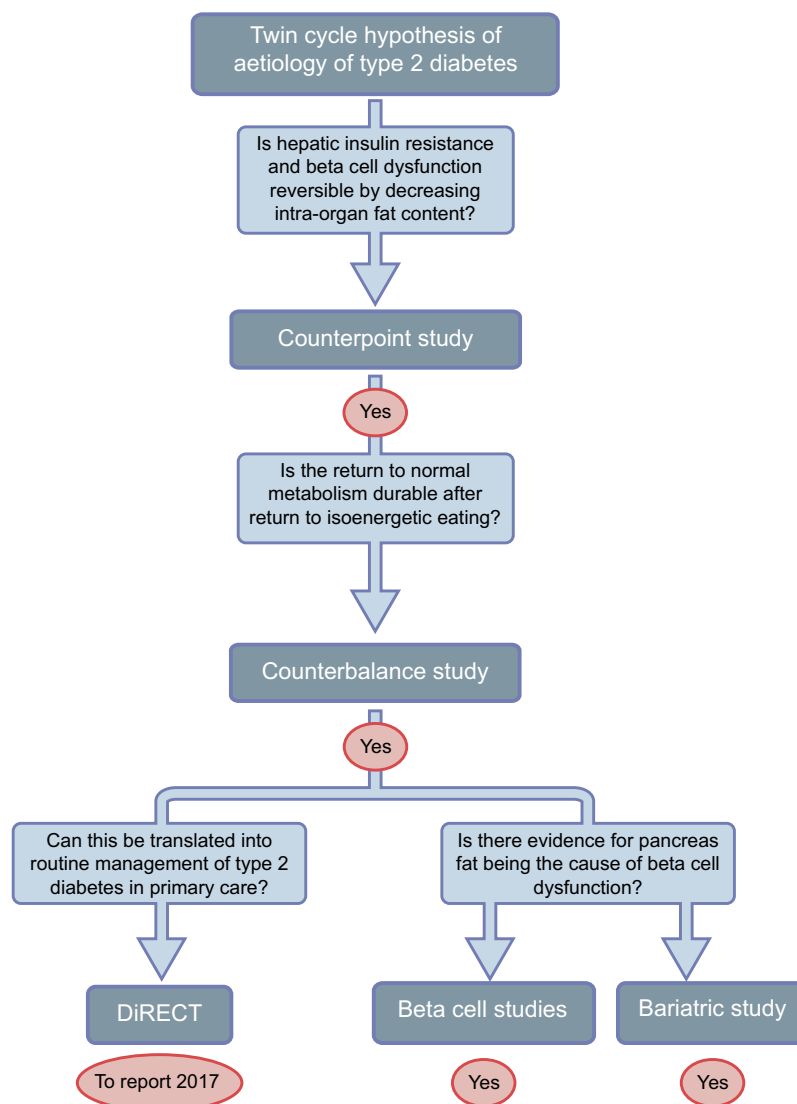 Twin cycle hypothesis of
aetiology of type 2 diabetes
Is hepatic insulin resistance
and beta cell dysfunction
reversible by decreasing
intra-organ fat content?
Counterpoint study
Yes
Is the return to normal
metabolism durable after
return to isoenergetic eating?
Counterbalance study
Yes
Can this be translated into
routine management of type 2
diabetes in primary care?
Is there evidence for pancreas
fat being the cause of beta cell
dysfunction?
DiRECT
Beta cell studies
Bariatric study
To report 2017
Yes
Yes